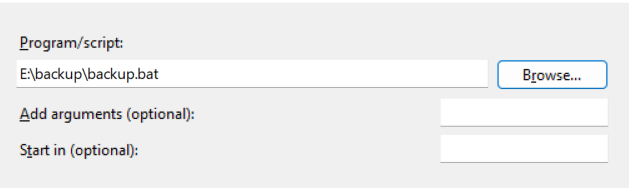 Program/script:
E:\backup\backup.bat
Browse...
Add arguments (optional):
Start in (optional):